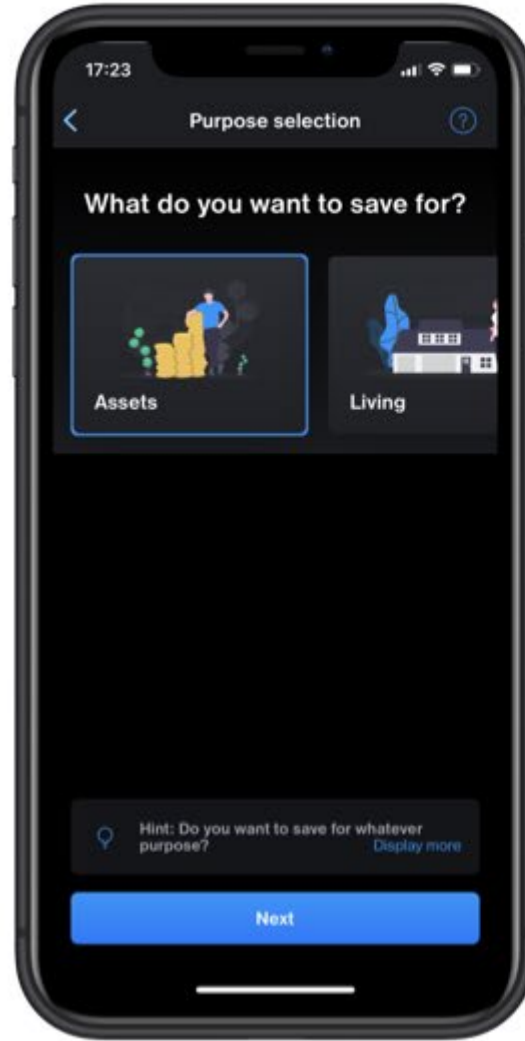 17:23
Purpose selection
?
What do you want to save for?
Assets
Living
Hint: Do you want to save for whatever
purpose?
Display more
Next